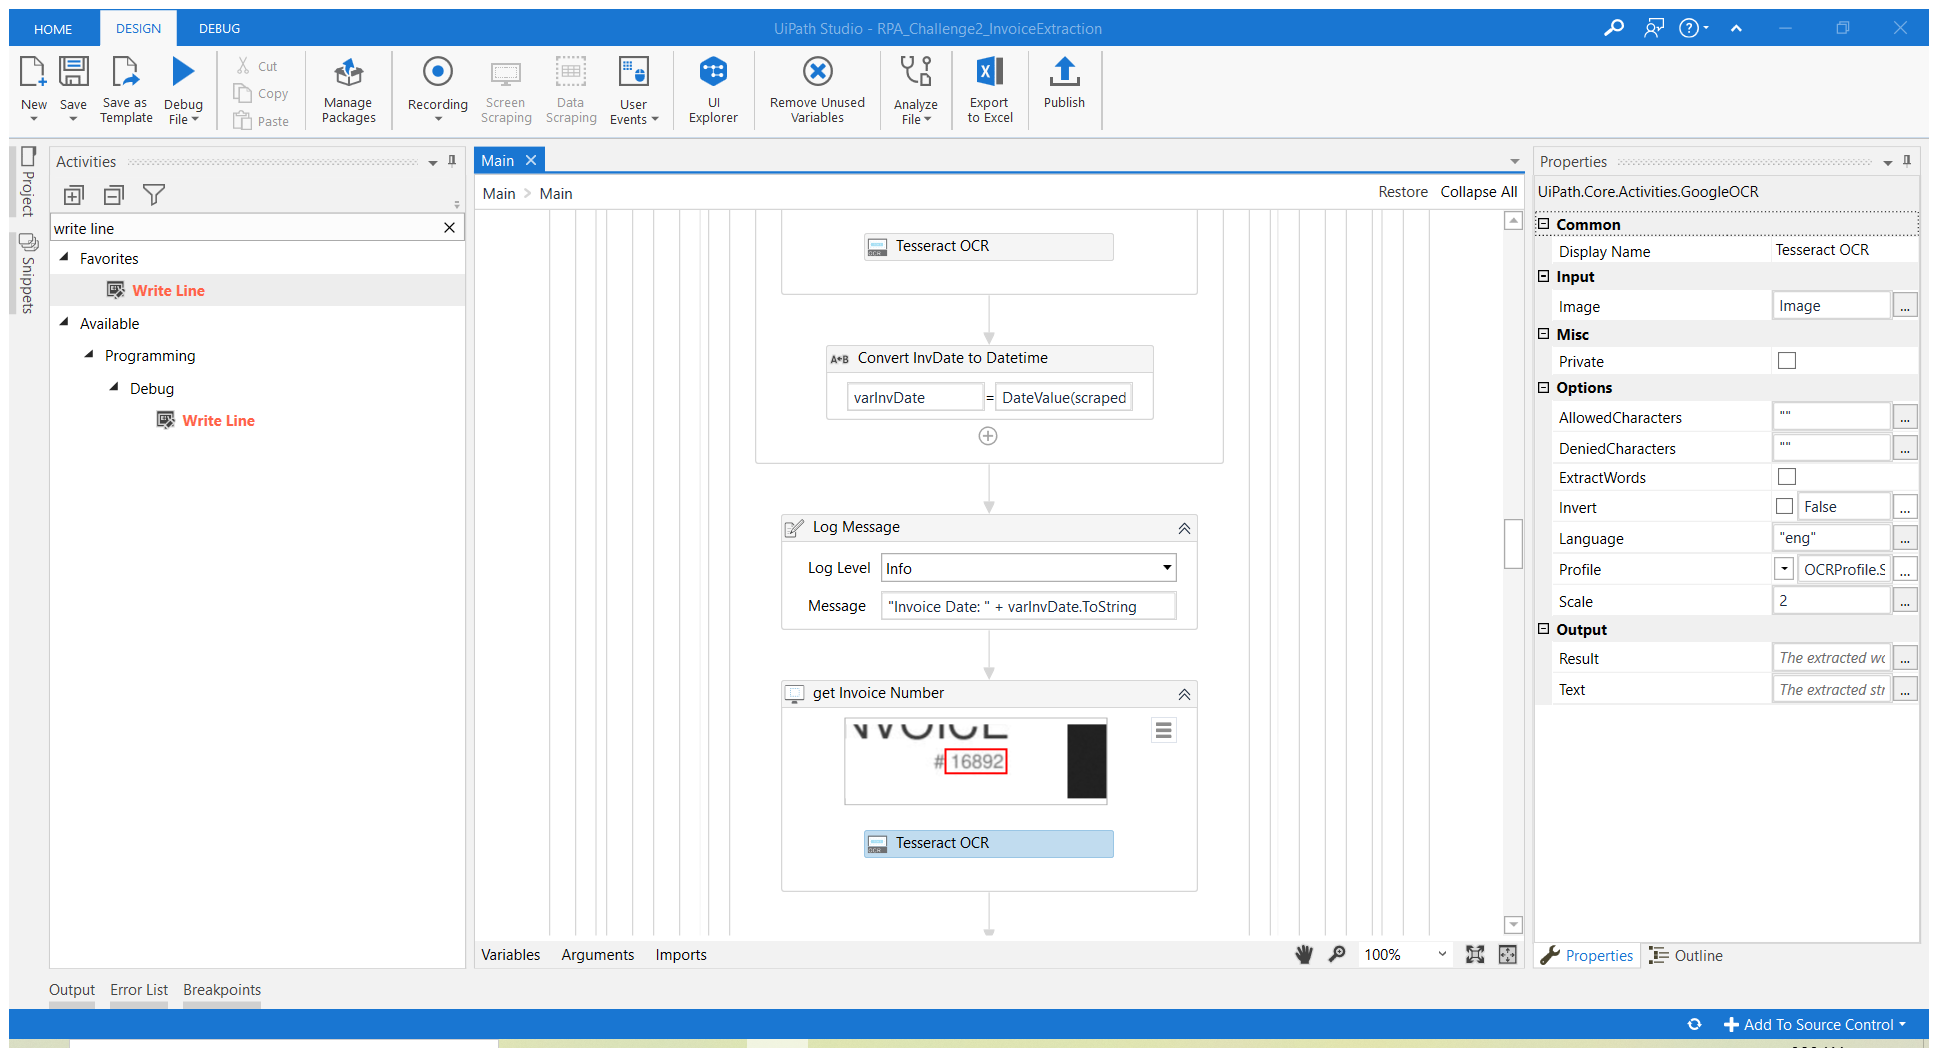 HOME DESIGN DEBUG UiPath Studio - RPA_Challenge2_InvoiceExtraction
New Save Save as Template Debug File
Cut
Copy
Paste
Manage Packages
Recording
Screen Scraping
Data Scraping
User Events
UI Explorer
Remove Unused Variables
Analyze File
Export to Excel
Publish
Project
Snippets
Activities
write line
Favorites
Write Line
Available
Programming
Debug
Write Line
Main
Main > Main Restore Collapse All
Tesseract OCR
A+B Convert InvDate to Datetime
varInvDate = DateValue(scraped
Log Message
Log Level Info
Message "Invoice Date: " + varInvDate.ToString
get Invoice Number
NVOICE
# 16892
Tesseract OCR
Variables Arguments Imports 100%
Properties
UiPath.Core.Activities.GoogleOCR
Common
Display Name Tesseract OCR
Input
Image Image ...
Misc
Private
Options
AllowedCharacters "" ...
DeniedCharacters "" ...
ExtractWords
Invert False ...
Language "eng" ...
Profile OCRProfile.S ...
Scale 2 ...
Output
Result The extracted wo ...
Text The extracted str ...
Properties Outline
Output Error List Breakpoints
Add To Source Control